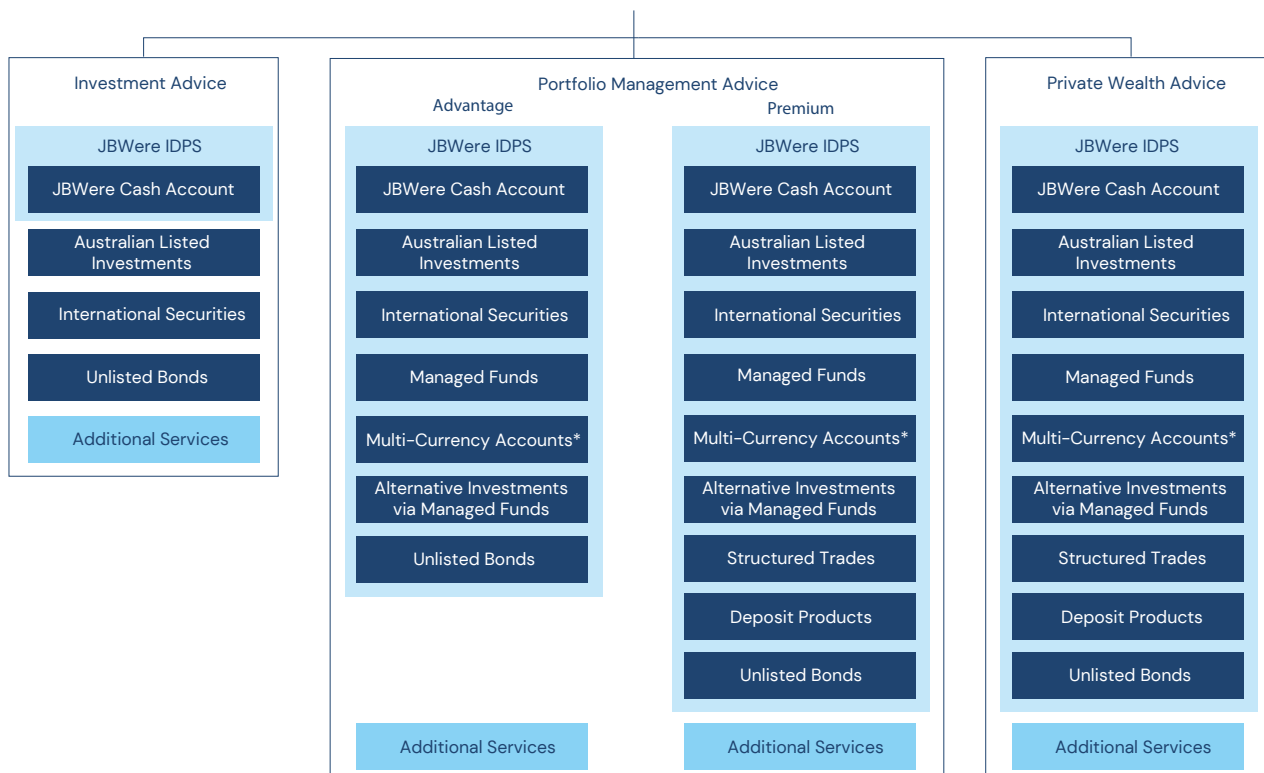 Investment Advice
JBWere IDPS
JBWere Cash Account
Australian Listed
Investments
International Securities
Unlisted Bonds
Additional Services
Portfolio Management Advice
Advantage
JBWere IDPS
JBWere Cash Account
Australian Listed
Investments
International Securities
Managed Funds
Multi-Currency Accounts*
Alternative Investments
via Managed Funds
Unlisted Bonds
Additional Services
Premium
JBWere IDPS
JBWere Cash Account
Australian Listed
Investments
International Securities
Managed Funds
Multi-Currency Accounts*
Alternative Investments
via Managed Funds
Structured Trades
Deposit Products
Unlisted Bonds
Additional Services
Private Wealth Advice
JBWere IDPS
JBWere Cash Account
Australian Listed
Investments
International Securities
Managed Funds
Multi-Currency Accounts*
Alternative Investments
via Managed Funds
Structured Trades
Deposit Products
Unlisted Bonds
Additional Services